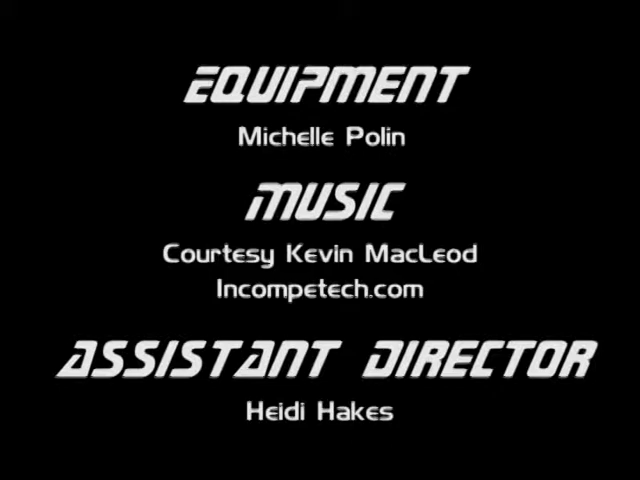 EQUIPMENT
Michelle Polin
MUSIC
Courtesy Kevin MacLeod
Incompetech.com
ASSISTANT DIRECTOR
Heidi Hakes